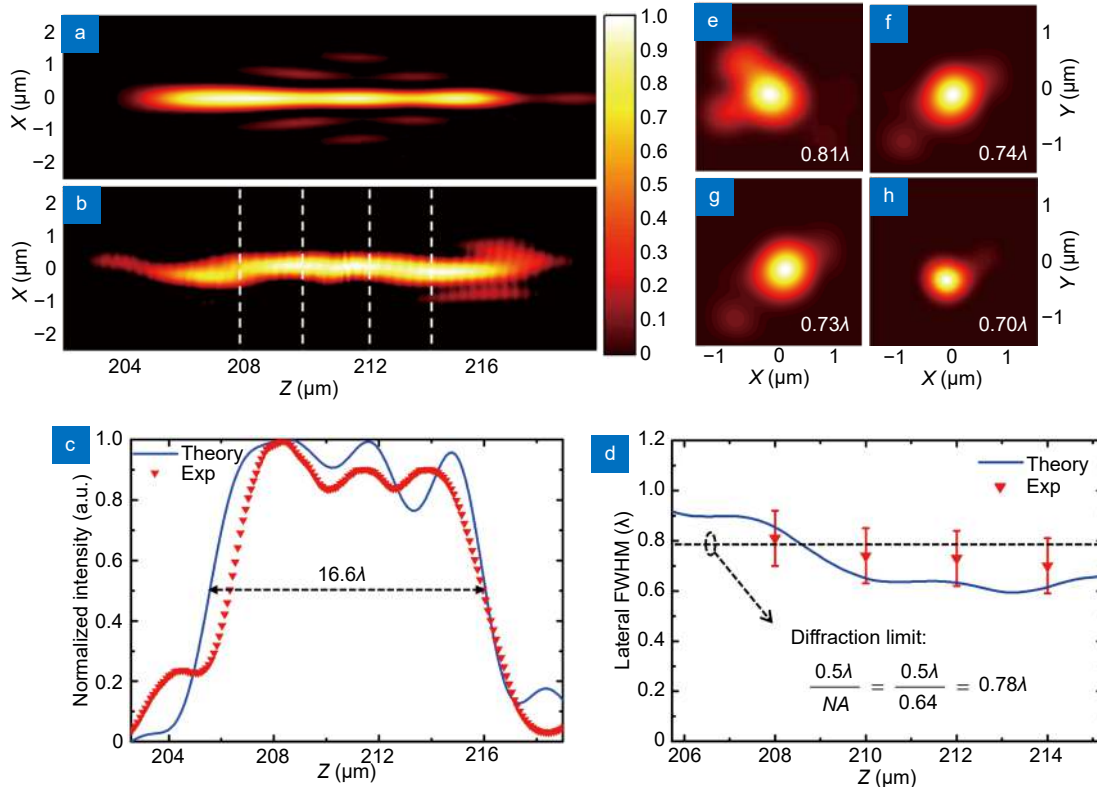 a
X (μm)
2
1
0
−1
−2
b
X (μm)
2
1
0
−1
−2
204
208
212
216
Z (μm)
1.0
0.9
0.8
0.7
0.6
0.5
0.4
0.3
0.2
0.1
0
e
0.81λ
f
0.74λ
1
0
−1
Y (μm)
g
0.73λ
−1
0
1
X (μm)
h
0.70λ
1
0
−1
Y (μm)
−1
0
1
X (μm)
c
Normalized intensity (a.u.)
1.0
0.8
0.6
0.4
0.2
0
Theory
Exp
16.6λ
204
208
212
216
Z (μm)
d
Lateral FWHM (λ)
1.2
1.0
0.8
0.6
0.4
0.2
0
Theory
Exp
Diffraction limit:
0.5λ / NA = 0.5λ / 0.64 = 0.78λ
206
208
210
212
214
Z (μm)